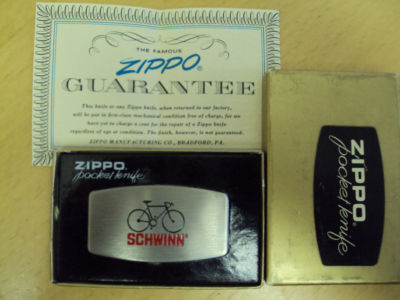 THE FAMOUS
ZIPPO®
GUARANTEE
This knife or any Zippo knife, when returned to our factory,
will be put in first-class mechanical condition free of charge, for we
have yet to charge a cent for the repair of a Zippo knife
regardless of age or condition. The finish, however, is not guaranteed.
ZIPPO MANUFACTURING CO., BRADFORD, PA.
ZIPPO
pocket knife
SCHWINN®
ZIPPO
pocket knife